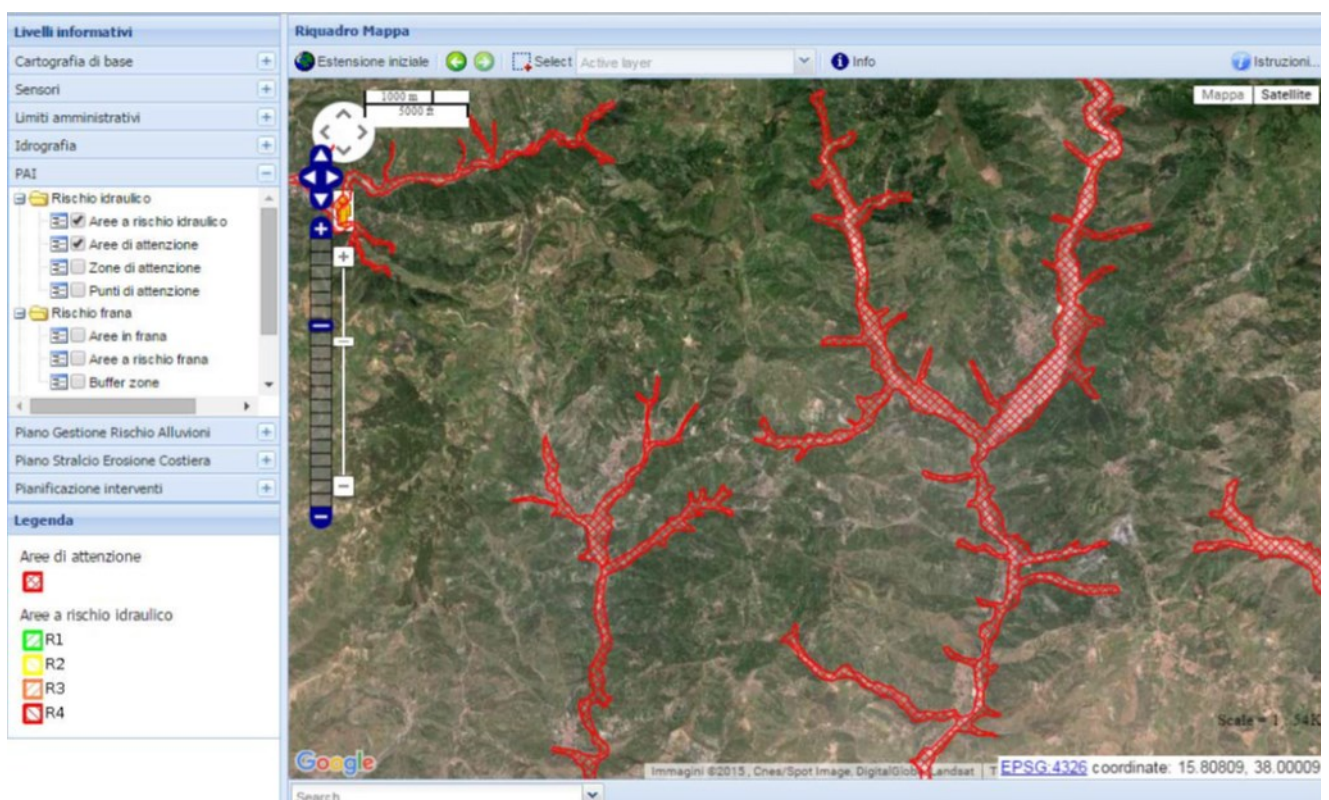 Livelli informativi
Cartografia di base
Sensori
Limiti amministrativi
Idrografia
PAI
Rischio idraulico
Aree a rischio idraulico
Aree di attenzione
Zone di attenzione
Punti di attenzione
Rischio frana
Aree in frana
Aree a rischio frana
Buffer zone
Piano Gestione Rischio Alluvioni
Piano Stralcio Erosione Costiera
Pianificazione interventi
Legenda
Aree di attenzione
Aree a rischio idraulico
R1
R2
R3
R4
Riquadro Mappa
Estensione iniziale Select Active layer Info Istruzioni...
1000 m
5000 ft
Mappa Satellite
Scale = 1 : 54K
Google
Immagini ©2015 , Cnes/Spot Image, DigitalGlobe, Landsat T
EPSG:4326 coordinate: 15.80809, 38.00009
Search